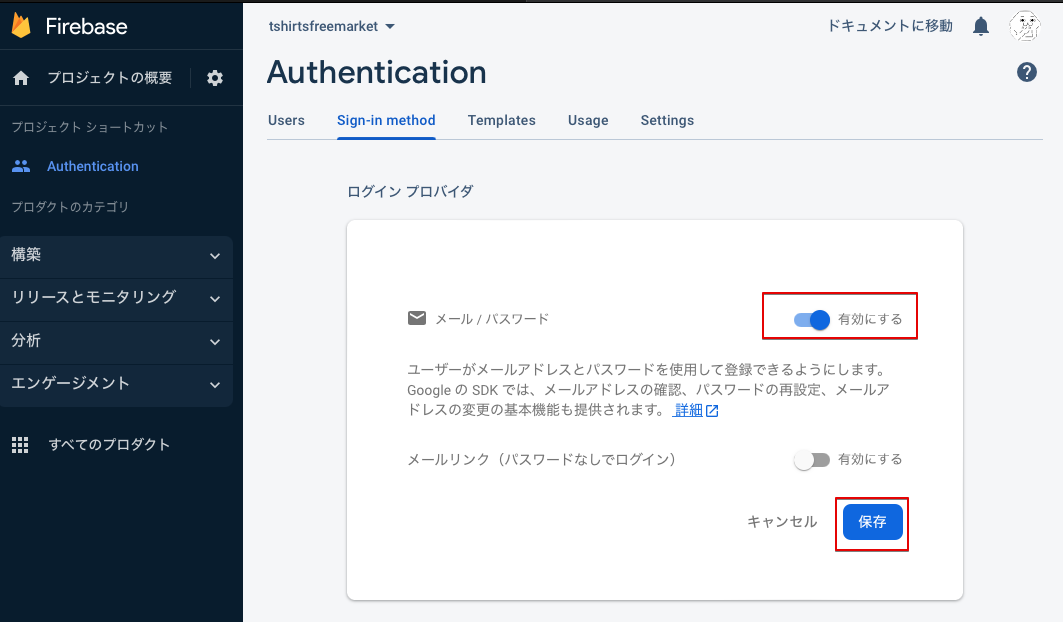 Firebase
プロジェクトの概要
プロジェクト ショートカット
Authentication
プロダクトのカテゴリ
構築
リリースとモニタリング
分析
エンゲージメント
すべてのプロダクト
tshirtsfreemarket
ドキュメントに移動
Authentication
Users Sign-in method Templates Usage Settings
ログイン プロバイダ
メール / パスワード
有効にする
ユーザーがメールアドレスとパスワードを使用して登録できるようにします。
Google の SDK では、メールアドレスの確認、パスワードの再設定、メールア
ドレスの変更の基本機能も提供されます。 詳細
メールリンク（パスワードなしでログイン）
有効にする
キャンセル
保存